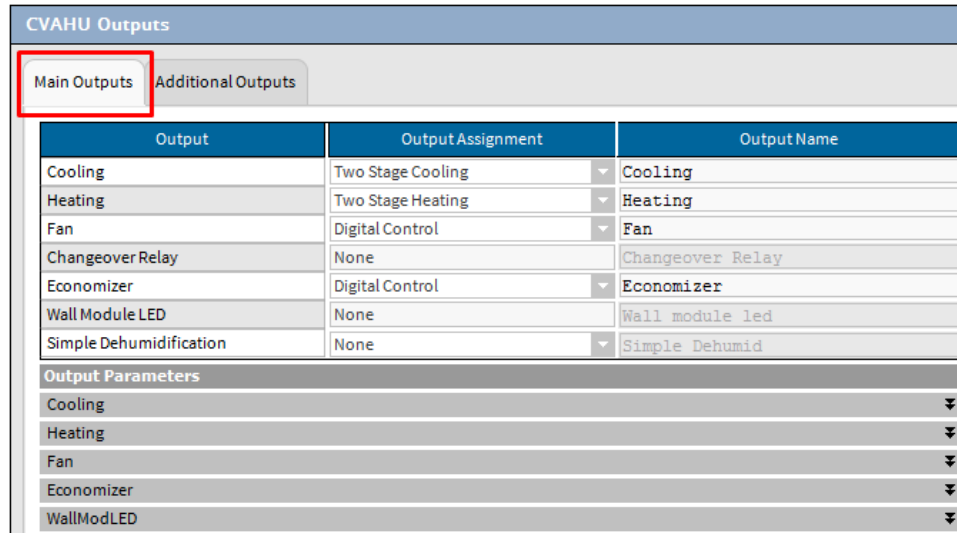 CVAHU Outputs
Main Outputs Additional Outputs
Output Output Assignment Output Name
Cooling Two Stage Cooling Cooling
Heating Two Stage Heating Heating
Fan Digital Control Fan
Changeover Relay None Changeover Relay
Economizer Digital Control Economizer
Wall Module LED None Wall module led
Simple Dehumidification None Simple Dehumid
Output Parameters
Cooling
Heating
Fan
Economizer
WallModLED